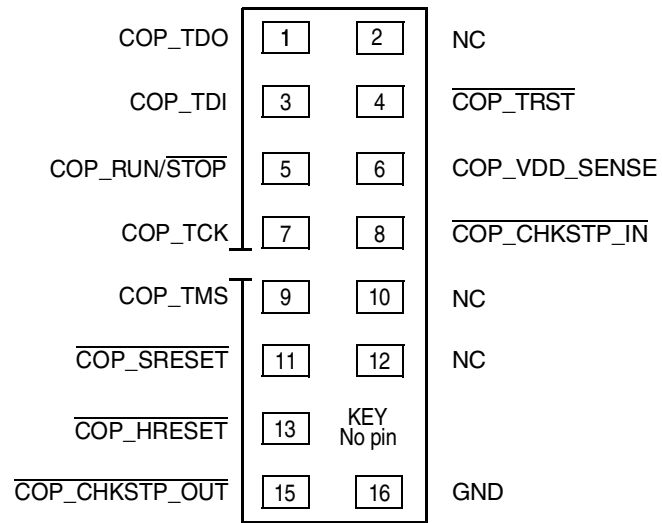 COP_TDO 1 2 NC
COP_TDI 3 4 COP_TRST
COP_RUN/STOP 5 6 COP_VDD_SENSE
COP_TCK 7 8 COP_CHKSTP_IN
COP_TMS 9 10 NC
COP_SRESET 11 12 NC
COP_HRESET 13 KEY
No pin
COP_CHKSTP_OUT 15 16 GND